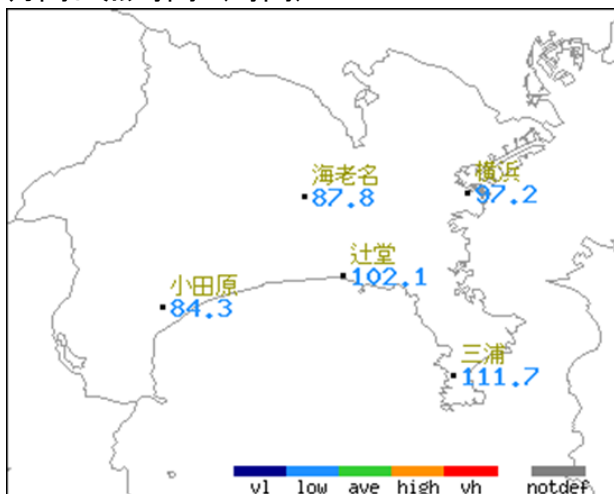 海老名
87.8
横浜
97.2
辻堂
102.1
小田原
84.3
三浦
111.7
vl low ave high vh notdef